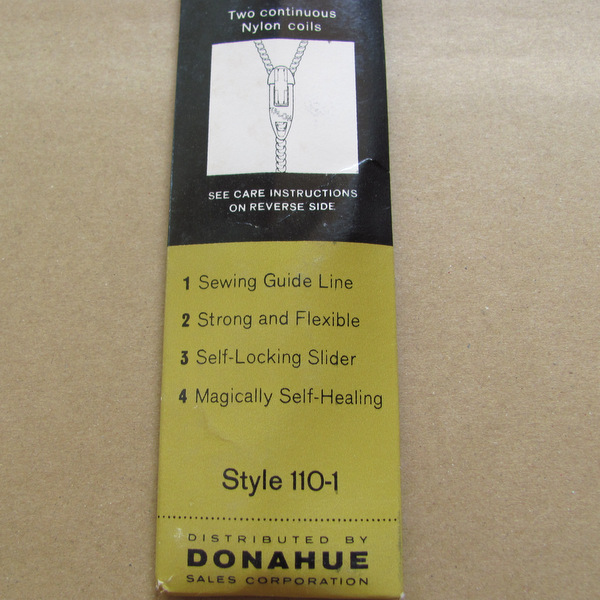 Two continuous
Nylon coils
SEE CARE INSTRUCTIONS
ON REVERSE SIDE
1 Sewing Guide Line
2 Strong and Flexible
3 Self-Locking Slider
4 Magically Self-Healing
Style 110-1
DISTRIBUTED BY
DONAHUE
SALES CORPORATION